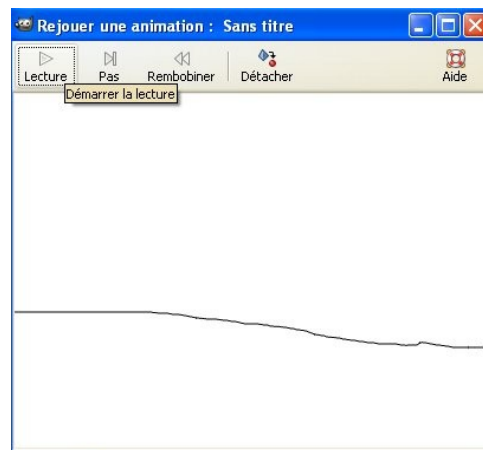 Rejouer une animation : Sans titre
Lecture Pas Rembobiner Détacher Aide
Démarrer la lecture